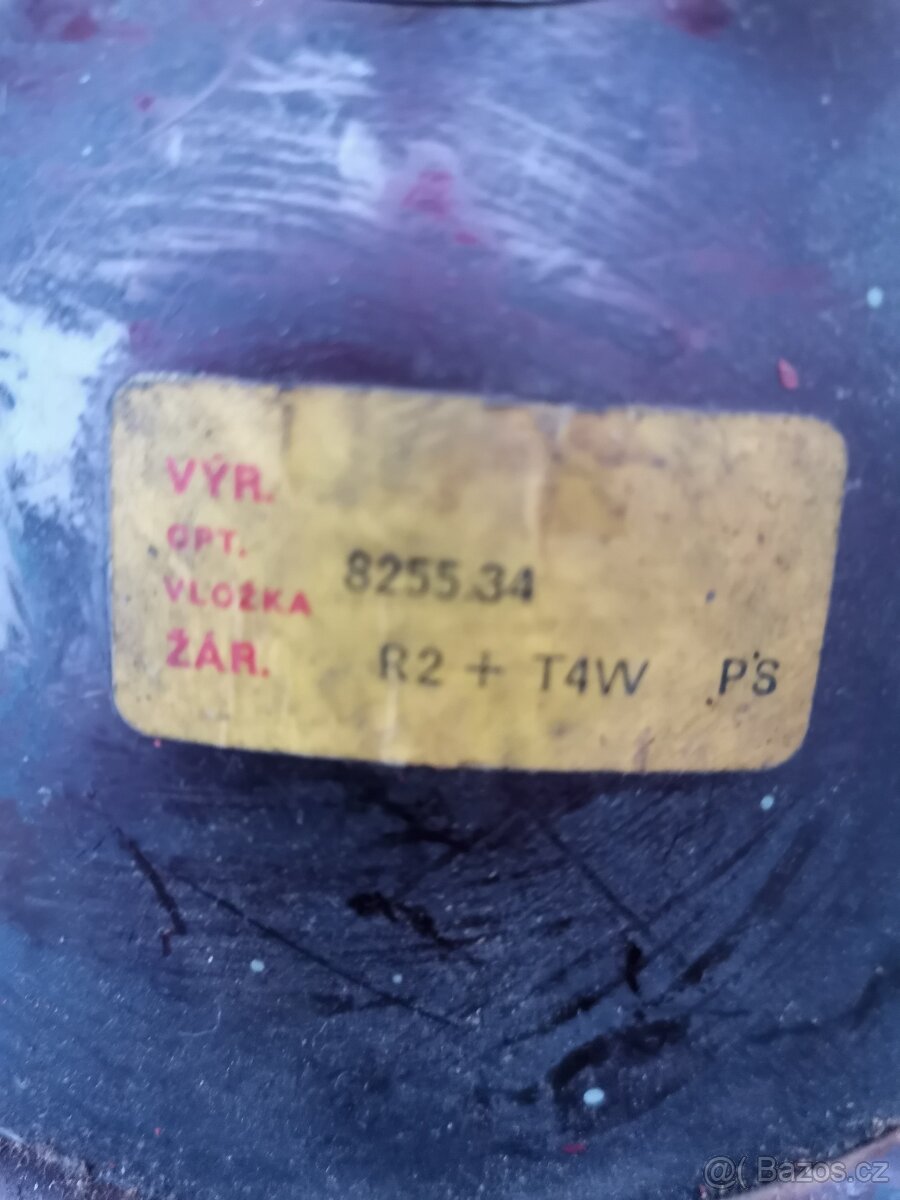 VÝR.
OPT.
VLOŽKA 8255.34
ŽÁR. R2 + T4W PS
@( Bazos.cz